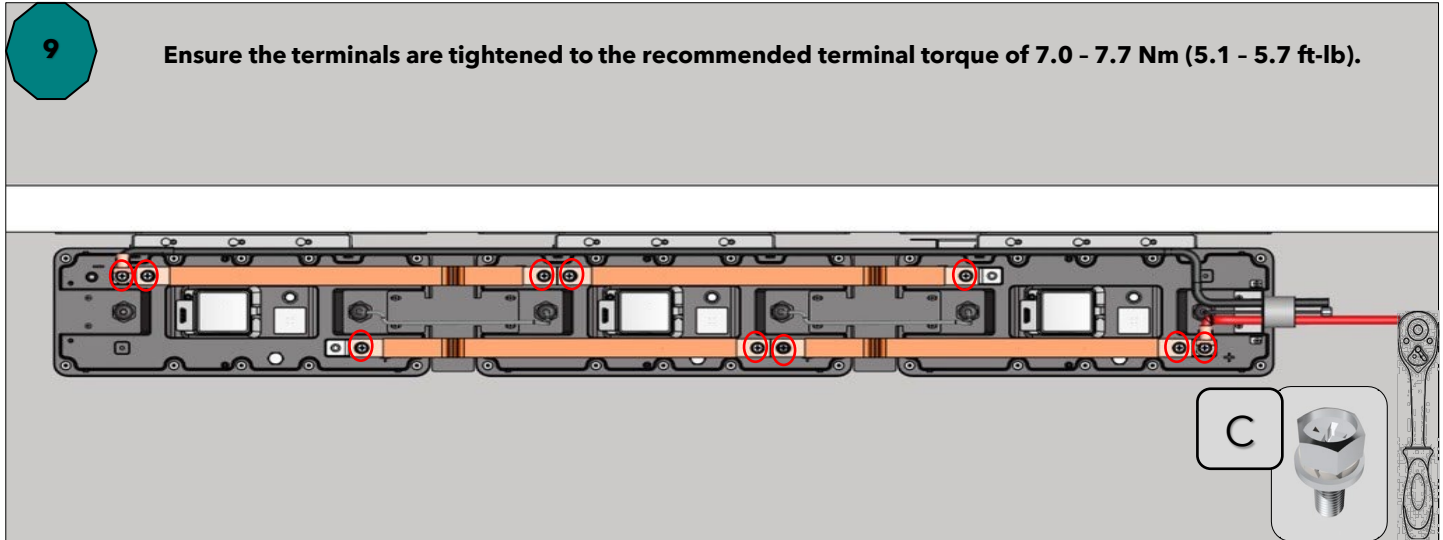 9
Ensure the terminals are tightened to the recommended terminal torque of 7.0 – 7.7 Nm (5.1 – 5.7 ft-lb).
C